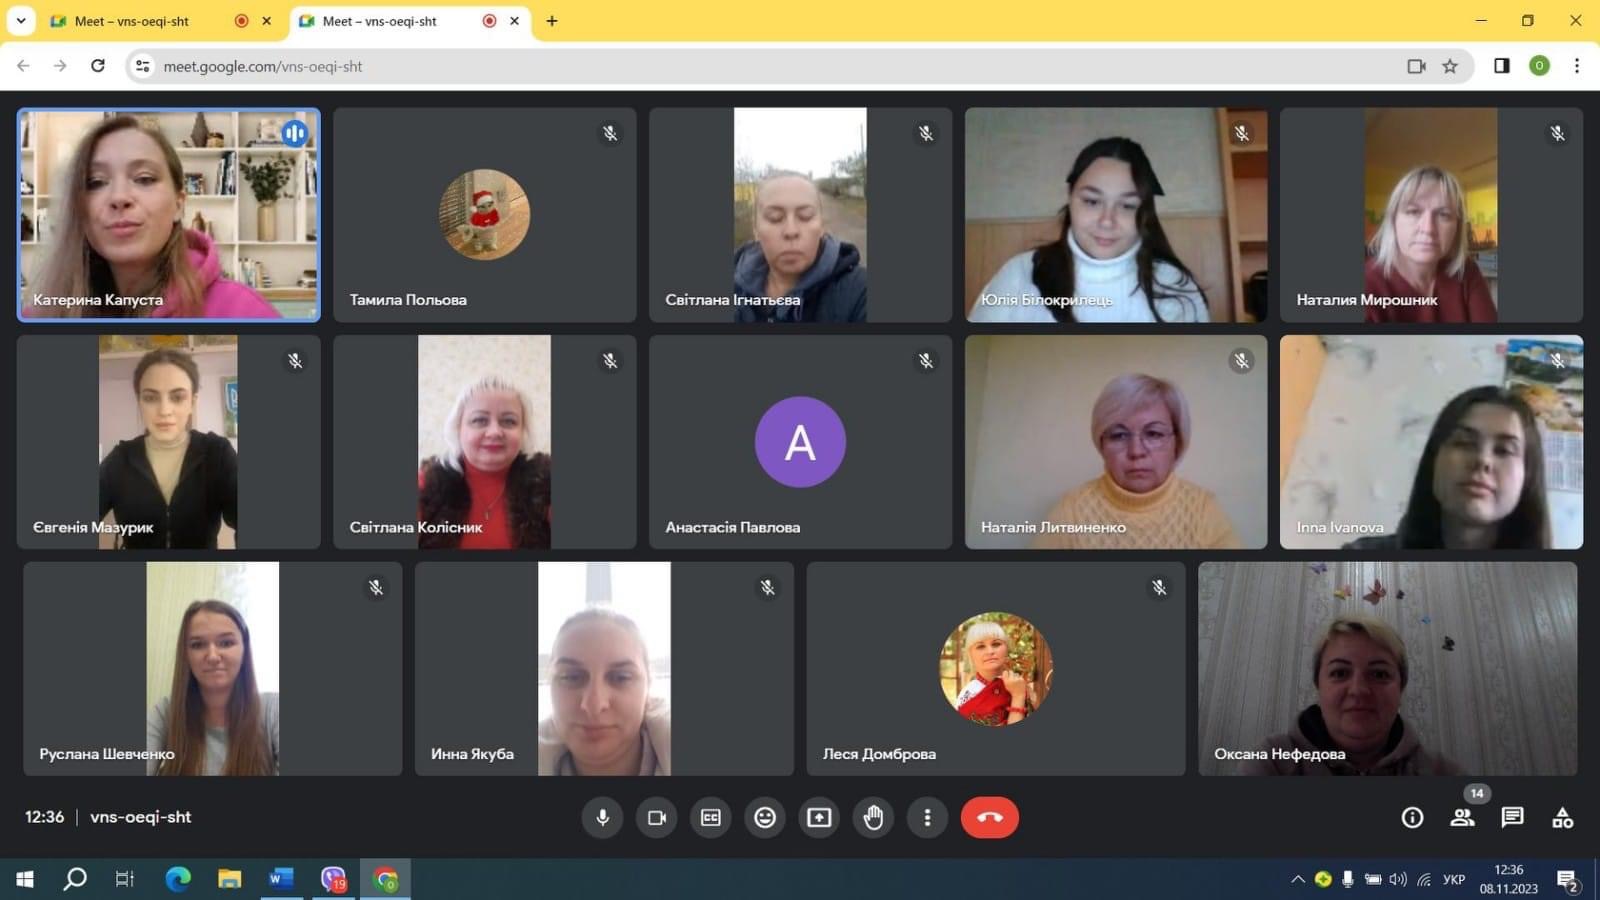 Meet – vns-oeqi-sht
Meet – vns-oeqi-sht
meet.google.com/vns-oeqi-sht
O
Катерина Капуста
Тамила Польова
Світлана Ігнатьєва
Юлія Білокрилець
Наталия Мирошник
Євгенія Мазурик
Світлана Колісник
A
Анастасія Павлова
Наталія Литвиненко
Inna Ivanova
Руслана Шевченко
Инна Якуба
Леся Домброва
Оксана Нефедова
12:36 | vns-oeqi-sht
CC
14
W
19
УКР
12:36
08.11.2023
2